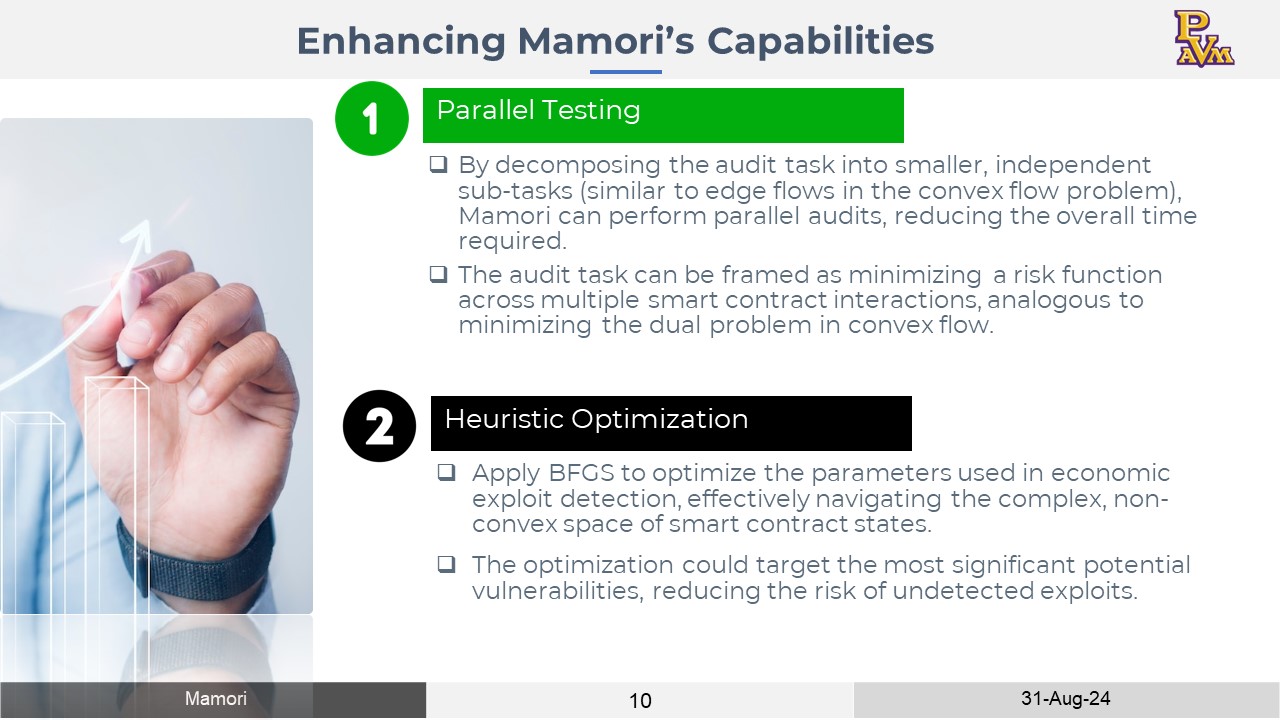 Enhancing Mamori’s Capabilities
PVAM
1
Parallel Testing
❑ By decomposing the audit task into smaller, independent
sub-tasks (similar to edge flows in the convex flow problem),
Mamori can perform parallel audits, reducing the overall time
required.
❑ The audit task can be framed as minimizing a risk function
across multiple smart contract interactions, analogous to
minimizing the dual problem in convex flow.
2
Heuristic Optimization
❑ Apply BFGS to optimize the parameters used in economic
exploit detection, effectively navigating the complex, non-
convex space of smart contract states.
❑ The optimization could target the most significant potential
vulnerabilities, reducing the risk of undetected exploits.
Mamori
10
31-Aug-24